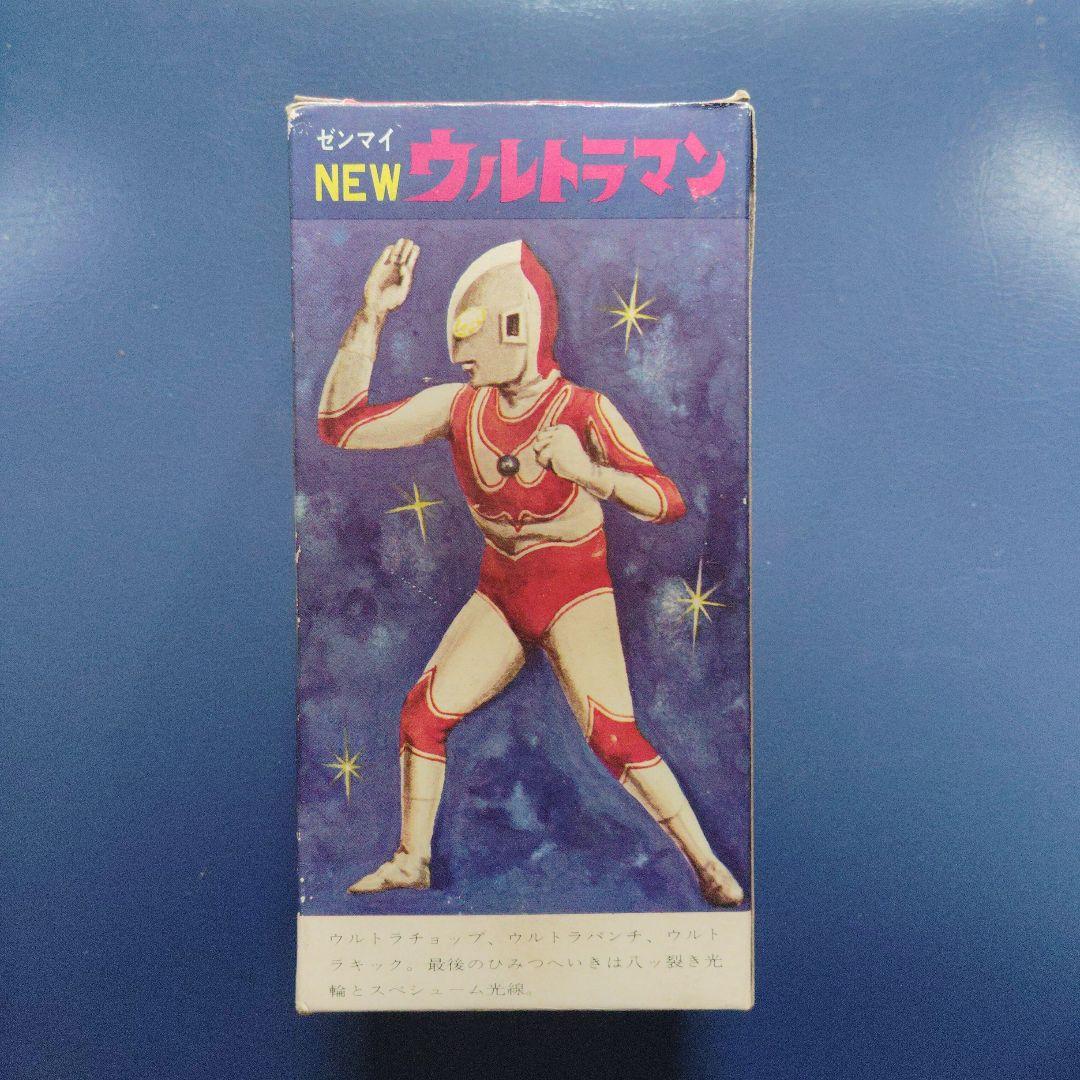 ゼンマイ
NEWウルトラマン
ウルトラチョップ、ウルトラパンチ、ウルト
ラキック。最後のひみつへいきは八ッ裂き光
輪とスペシューム光線。